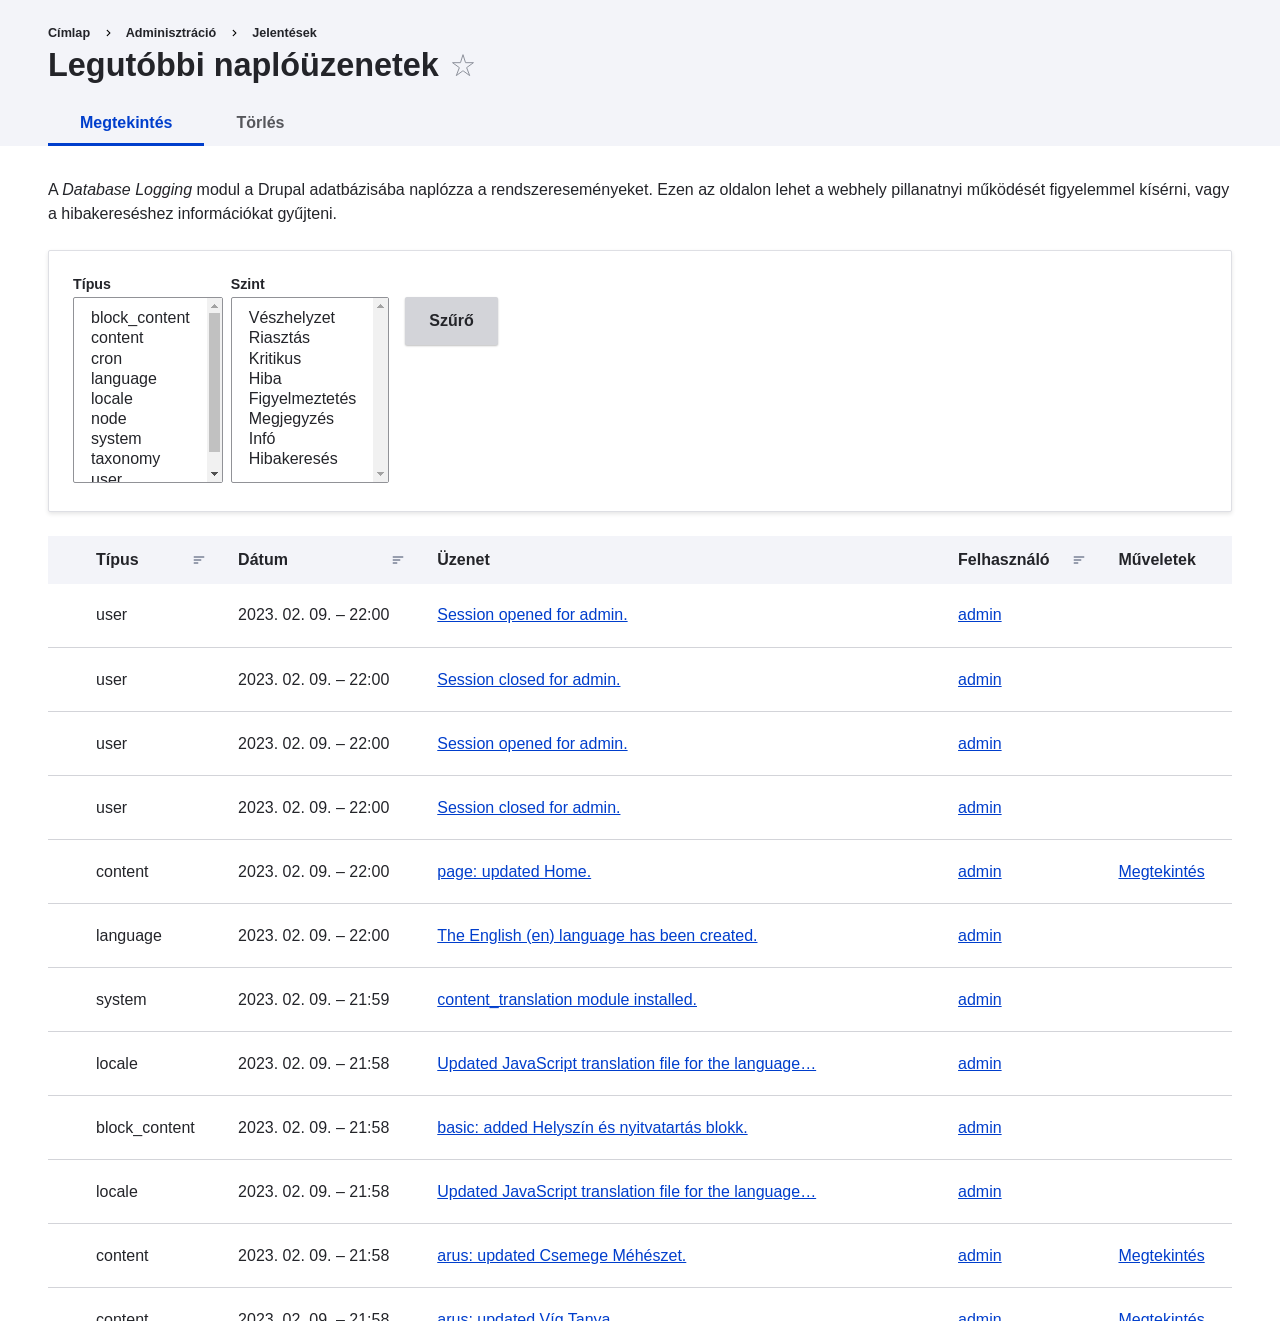 Címlap > Adminisztráció > Jelentések
Legutóbbi naplóüzenetek ☆
Megtekintés Törlés
A Database Logging modul a Drupal adatbázisába naplózza a rendszereseményeket. Ezen az oldalon lehet a webhely pillanatnyi működését figyelemmel kísérni, vagy
a hibakereséshez információkat gyűjteni.
Típus Szint
block_content Vészhelyzet Szűrő
content Riasztás
cron Kritikus
language Hiba
locale Figyelmeztetés
node Megjegyzés
system Infó
taxonomy Hibakeresés
user
Típus Dátum Üzenet Felhasználó Műveletek
user 2023. 02. 09. – 22:00 Session opened for admin. admin
user 2023. 02. 09. – 22:00 Session closed for admin. admin
user 2023. 02. 09. – 22:00 Session opened for admin. admin
user 2023. 02. 09. – 22:00 Session closed for admin. admin
content 2023. 02. 09. – 22:00 page: updated Home. admin Megtekintés
language 2023. 02. 09. – 22:00 The English (en) language has been created. admin
system 2023. 02. 09. – 21:59 content_translation module installed. admin
locale 2023. 02. 09. – 21:58 Updated JavaScript translation file for the language… admin
block_content 2023. 02. 09. – 21:58 basic: added Helyszín és nyitvatartás blokk. admin
locale 2023. 02. 09. – 21:58 Updated JavaScript translation file for the language… admin
content 2023. 02. 09. – 21:58 arus: updated Csemege Méhészet. admin Megtekintés
content 2023. 02. 09. – 21:58 arus: updated Víg Tanya. admin Megtekintés